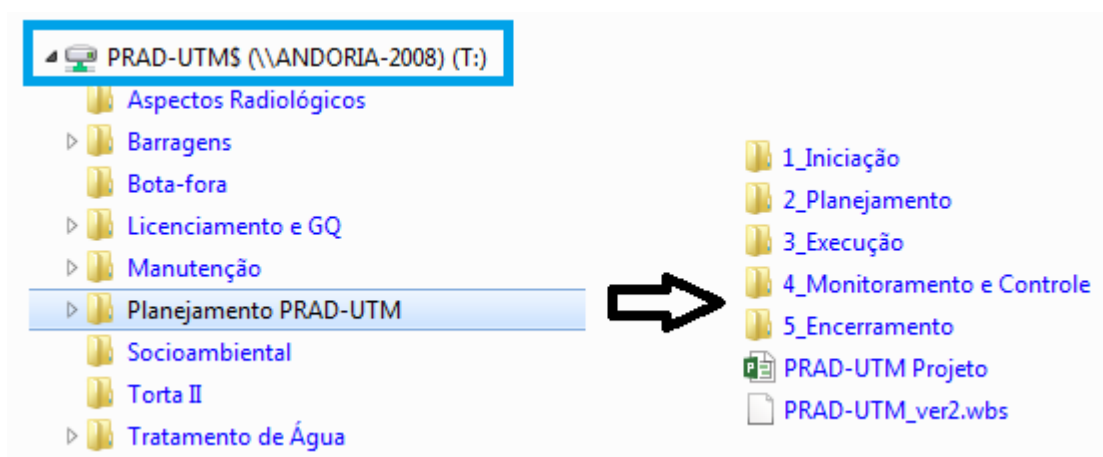 PRAD-UTM$ (\\ANDORIA-2008) (T:)
Aspectos Radiológicos
Barragens
Bota-fora
Licenciamento e GQ
Manutenção
Planejamento PRAD-UTM
Socioambiental
Torta II
Tratamento de Água
1_Iniciação
2_Planejamento
3_Execução
4_Monitoramento e Controle
5_Encerramento
PRAD-UTM Projeto
PRAD-UTM_ver2.wbs